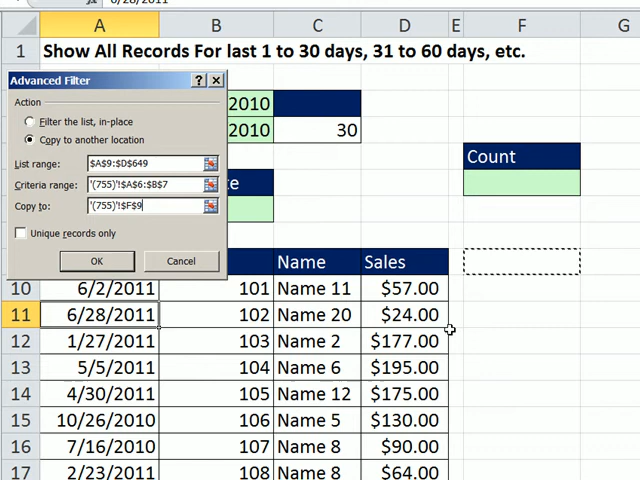 6/28/2011
A B C D E F G
1 Show All Records For last 1 to 30 days, 31 to 60 days, etc.
Advanced Filter
Action
Filter the list, in-place
Copy to another location
List range: $A$9:$D$649
Criteria range: '(755)'!$A$6:$B$7
Copy to: '(755)'!$F$9
Unique records only
OK Cancel
2010
2010 30
Count
te
Name Sales
10 6/2/2011 101 Name 11 $57.00
11 6/28/2011 102 Name 20 $24.00
12 1/27/2011 103 Name 2 $177.00
13 5/5/2011 104 Name 6 $195.00
14 4/30/2011 105 Name 12 $175.00
15 10/26/2010 106 Name 5 $130.00
16 7/16/2010 107 Name 8 $90.00
17 2/23/2011 108 Name 8 $64.00